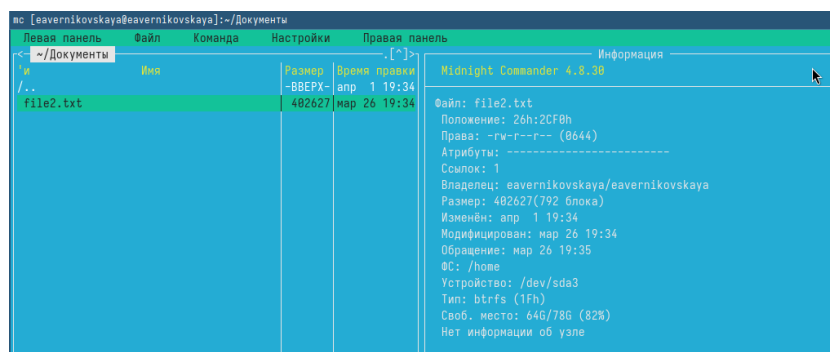 mc [eavernikovskaya@eavernikovskaya]:~/Документы
Левая панель Файл Команда Настройки Правая панель
<- ~/Документы .[^]> Информация
'и Имя Размер Время правки Midnight Commander 4.8.30
/.. -ВВЕРХ- апр 1 19:34
file2.txt 402627 мар 26 19:34 Файл: file2.txt
Положение: 26h:2CF0h
Права: -rw-r--r-- (0644)
Атрибуты: -------------------------
Ссылок: 1
Владелец: eavernikovskaya/eavernikovskaya
Размер: 402627(792 блока)
Изменён: апр 1 19:34
Модифицирован: мар 26 19:34
Обращение: мар 26 19:35
ФС: /home
Устройство: /dev/sda3
Тип: btrfs (1Fh)
Своб. место: 64G/78G (82%)
Нет информации об узле